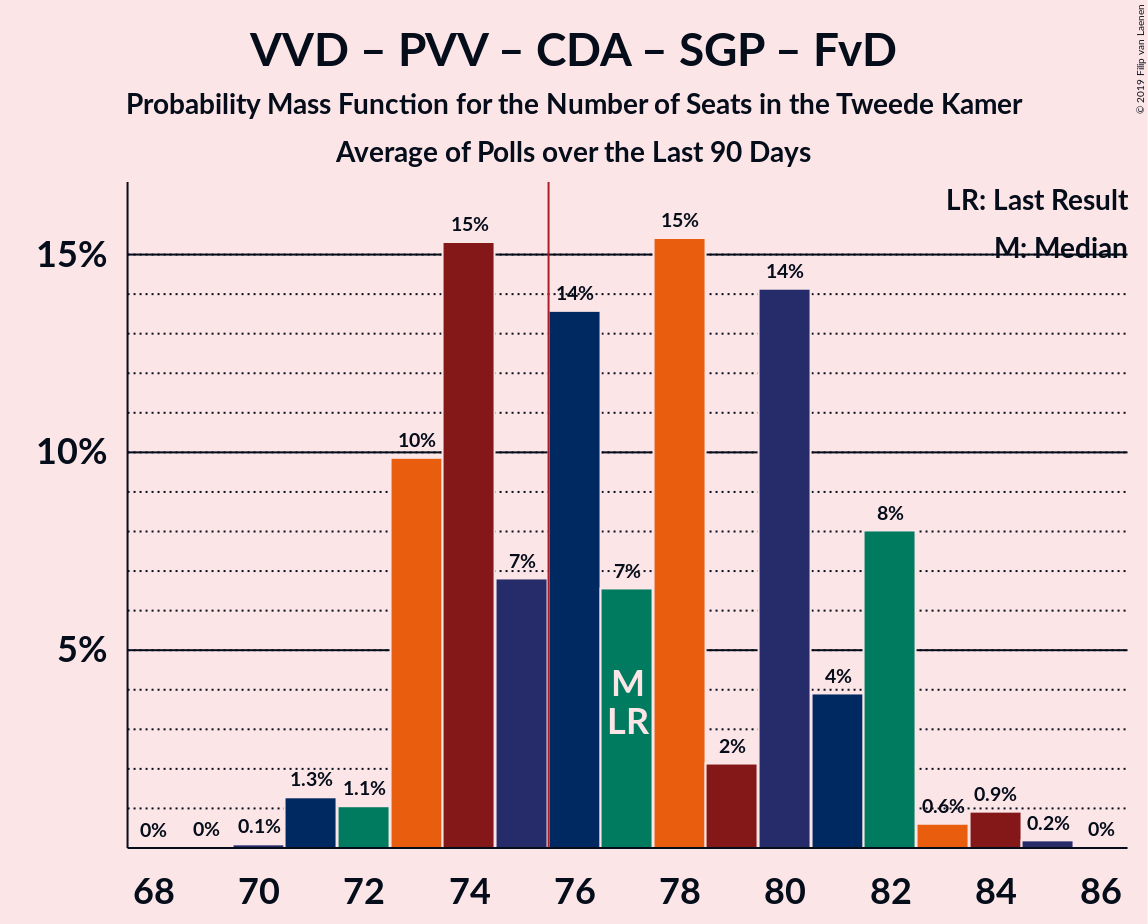 VVD – PVV – CDA – SGP – FvD
Probability Mass Function for the Number of Seats in the Tweede Kamer
Average of Polls over the Last 90 Days
© 2019 Filip van Laenen
LR: Last Result
M: Median
15%
10%
5%
0%
0%
0.1%
1.3%
1.1%
10%
15%
7%
14%
7%
15%
2%
14%
4%
8%
0.6%
0.9%
0.2%
0%
M
LR
68 70 72 74 76 78 80 82 84 86